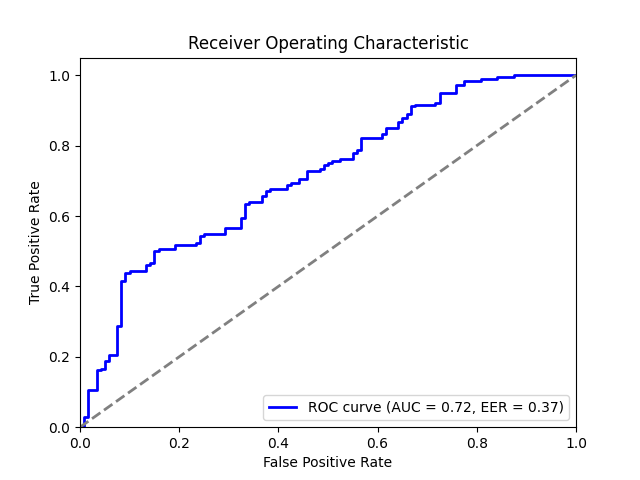 Receiver Operating Characteristic
True Positive Rate
1.0
0.8
0.6
0.4
0.2
0.0
ROC curve (AUC = 0.72, EER = 0.37)
0.0 0.2 0.4 0.6 0.8 1.0
False Positive Rate